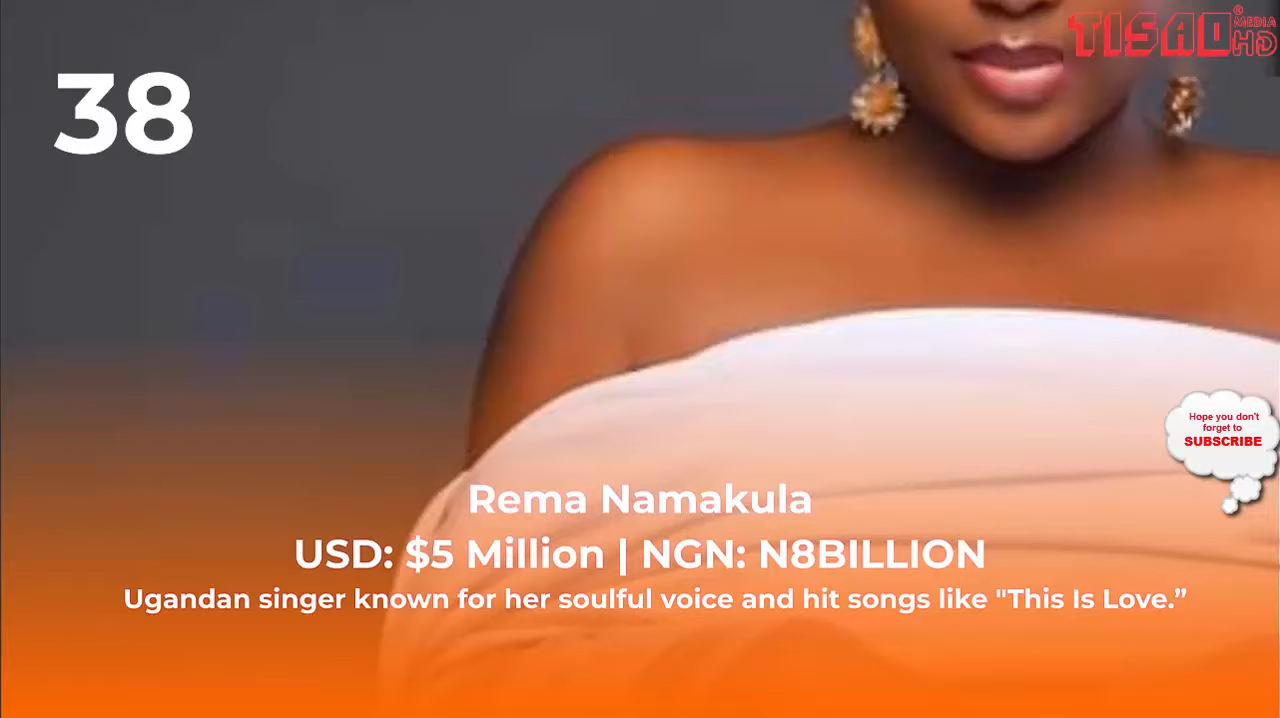 TISAO® MEDIA HD
38
Hope you don't
forget to
SUBSCRIBE
Rema Namakula
USD: $5 Million | NGN: N8BILLION
Ugandan singer known for her soulful voice and hit songs like "This Is Love.”